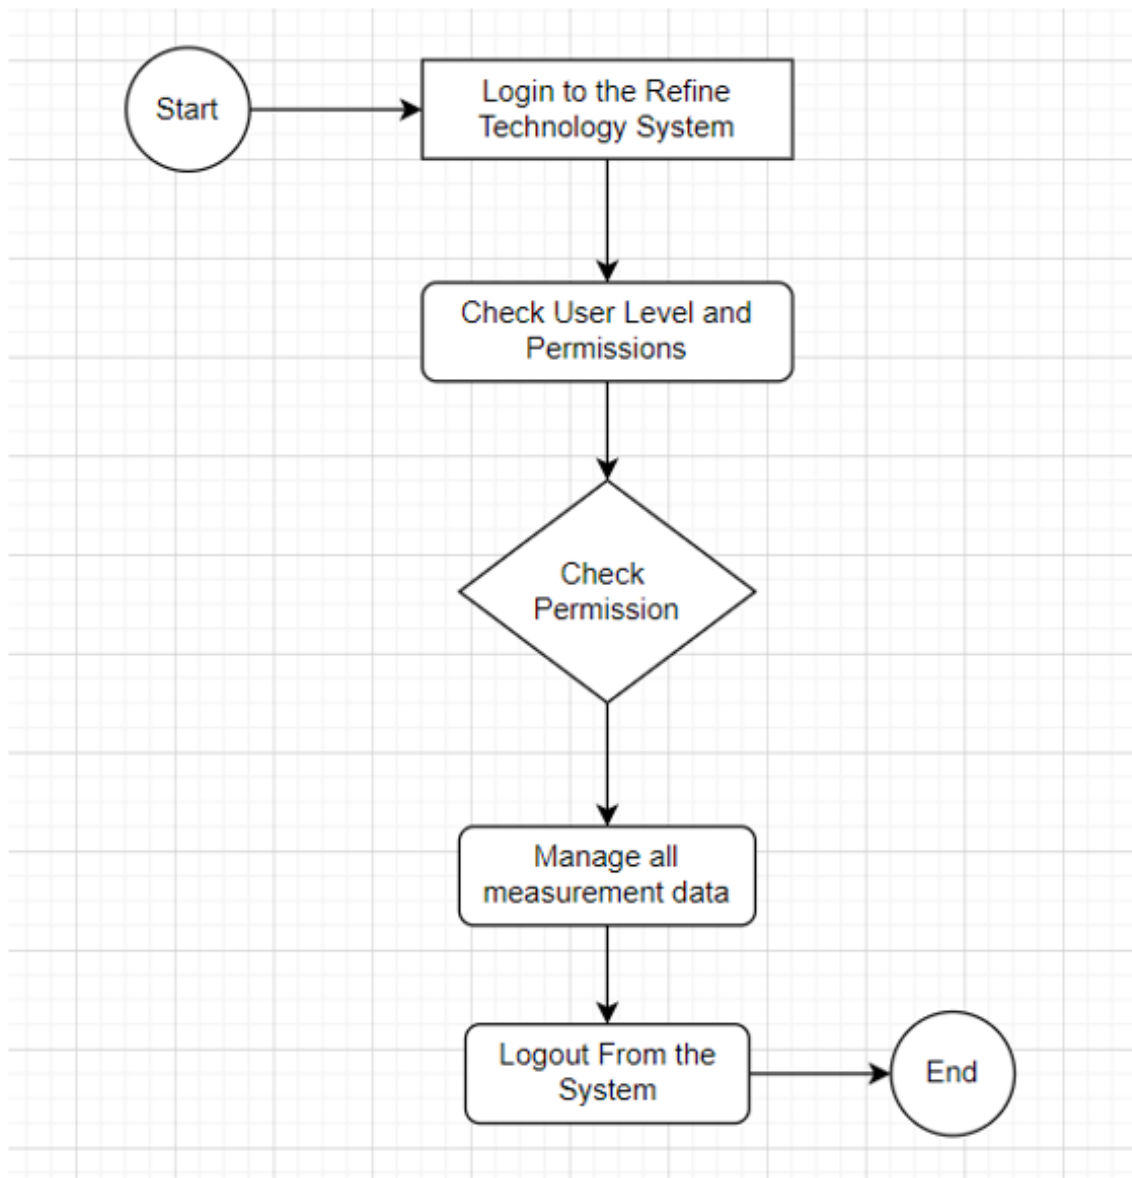 Start
Login to the Refine
Technology System
Check User Level and
Permissions
Check
Permission
Manage all
measurement data
Logout From the
System
End